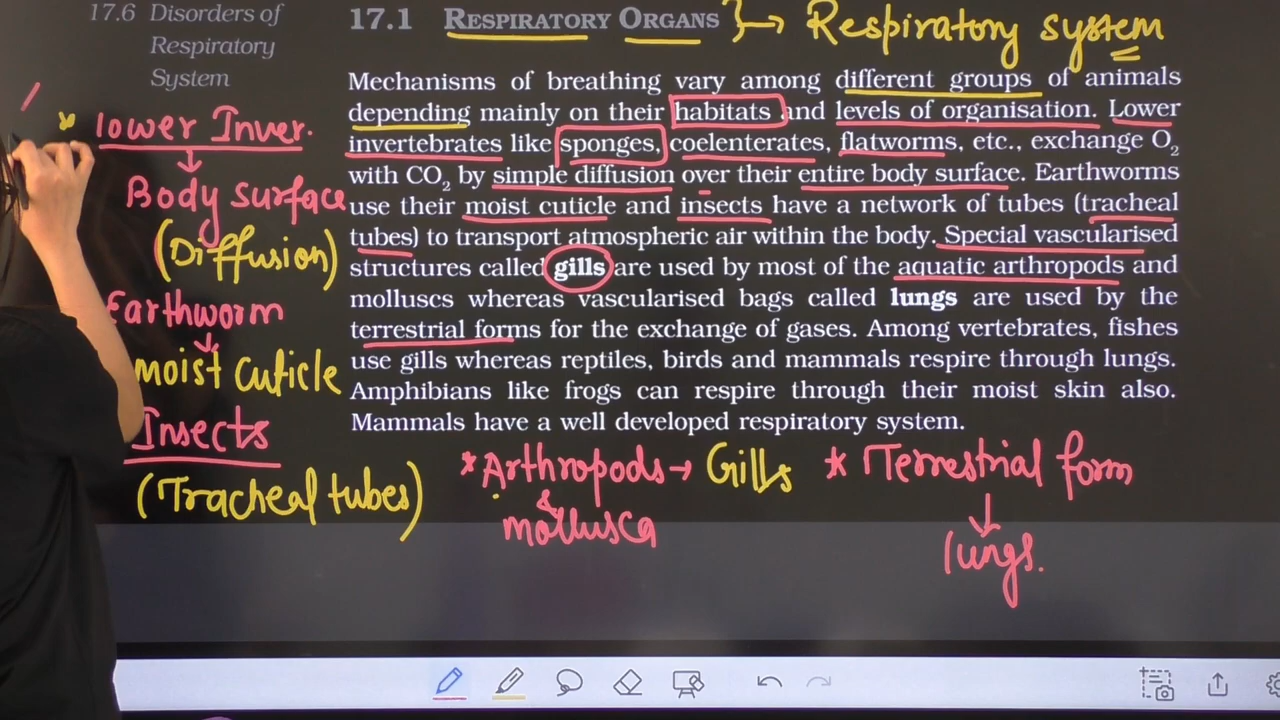 17.6 Disorders of
Respiratory
System
17.1 RESPIRATORY ORGANS } → Respiratory system
Mechanisms of breathing vary among different groups of animals
depending mainly on their habitats and levels of organisation. Lower
invertebrates like sponges, coelenterates, flatworms, etc., exchange O₂
with CO₂ by simple diffusion over their entire body surface. Earthworms
use their moist cuticle and insects have a network of tubes (tracheal
tubes) to transport atmospheric air within the body. Special vascularised
structures called gills are used by most of the aquatic arthropods and
molluscs whereas vascularised bags called lungs are used by the
terrestrial forms for the exchange of gases. Among vertebrates, fishes
use gills whereas reptiles, birds and mammals respire through lungs.
Amphibians like frogs can respire through their moist skin also.
Mammals have a well developed respiratory system.
* lower Inver.
↓
Body surface
(Diffusion)
Earthworm
↓
moist cuticle
Insects
(Tracheal tubes)
* Arthropods → Gills
&
mollusca
* Terrestrial form
↓
lungs.